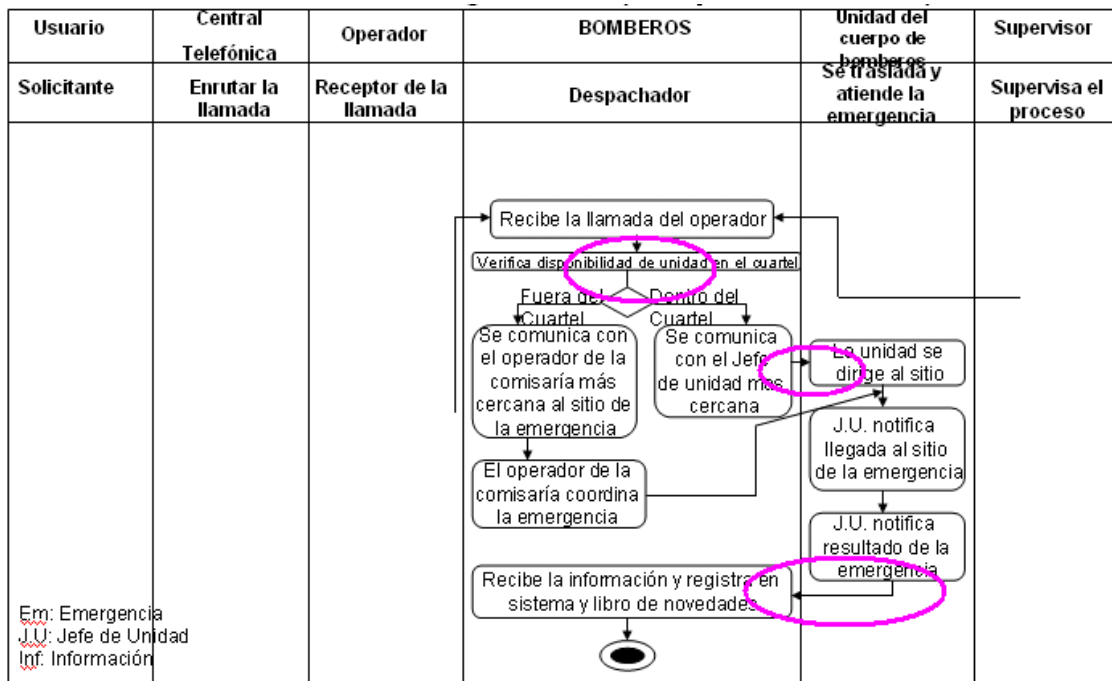 Usuario
Central
Telefónica
Operador
BOMBEROS
Unidad del
cuerpo de
bomberos
Supervisor
Solicitante
Enrutar la
llamada
Receptor de la
llamada
Despachador
Se traslada y
atiende la
emergencia
Supervisa el
proceso
Recibe la llamada del operador
Verifica disponibilidad de unidad en el cuartel
Fuera del
Cuartel
Dentro del
Cuartel
Se comunica con
el operador de la
comisaría más
cercana al sitio de
la emergencia
Se comunica
con el Jefe
de unidad mas
cercana
La unidad se
dirige al sitio
J.U. notifica
llegada al sitio
de la emergencia
El operador de la
comisaría coordina
la emergencia
J.U. notifica
resultado de la
emergencia
Recibe la información y registra en
sistema y libro de novedades
Em: Emergencia
J.U: Jefe de Unidad
Inf: Información